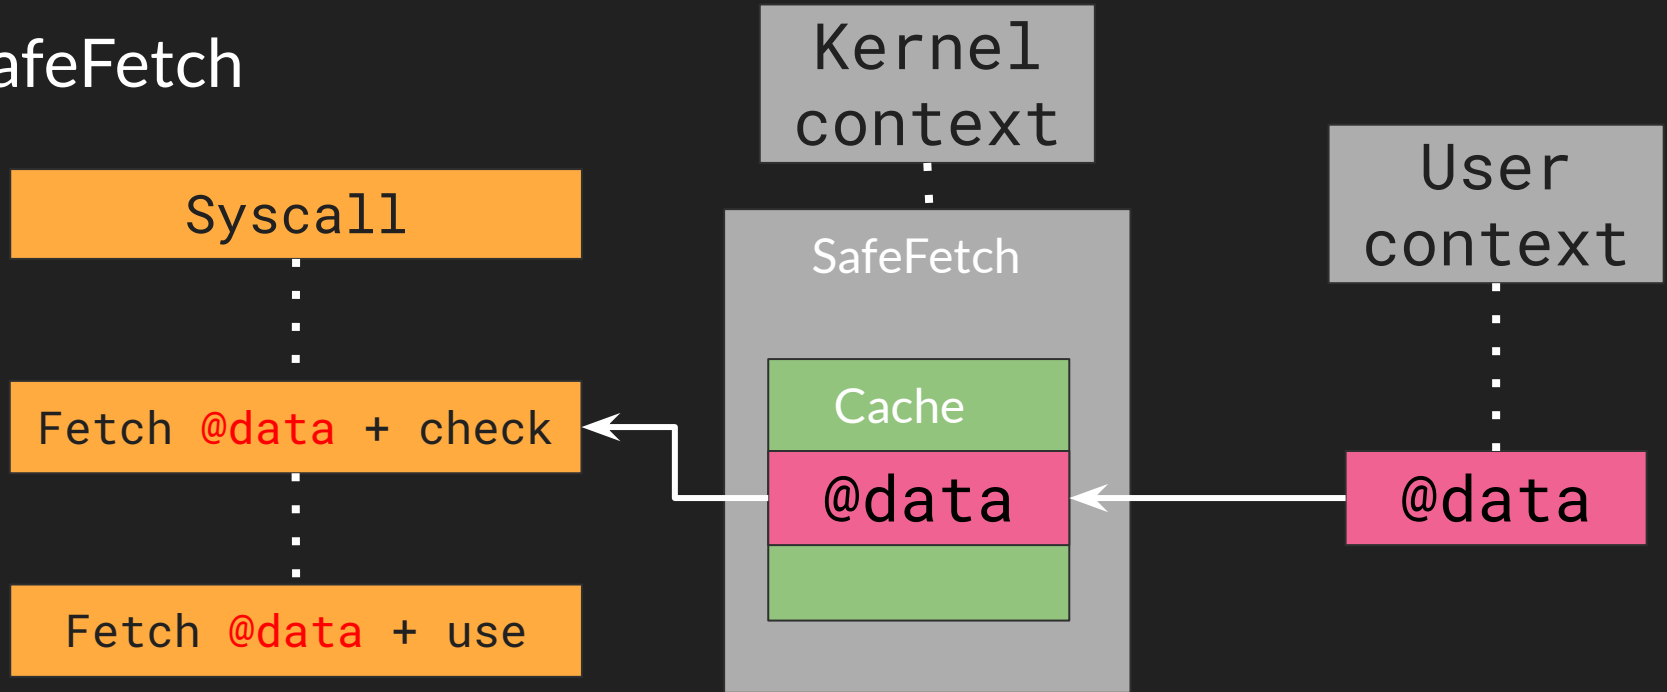 afeFetch
Kernel
context
User
context
Syscall
SafeFetch
Fetch @data + check
Cache
@data
@data
Fetch @data + use